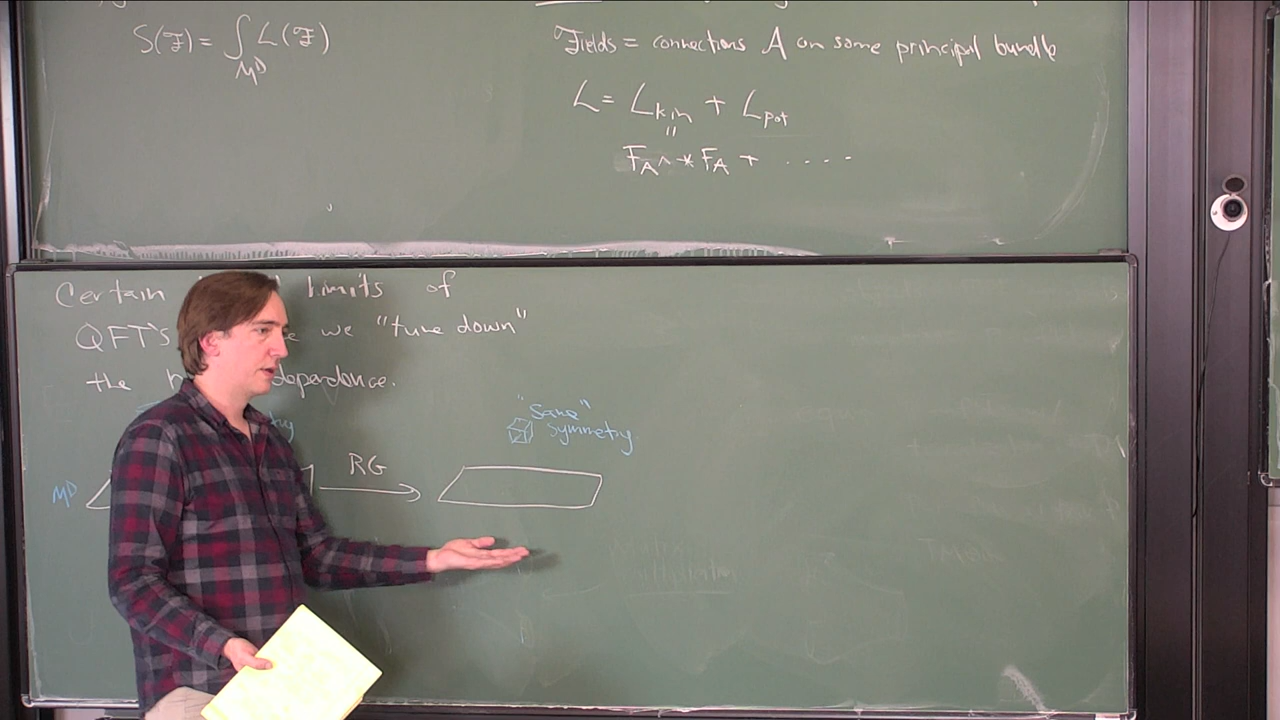 S(ℱ) = ∫_{M^D} L(ℱ)
Fields = connections A on some principal bundle
L = L_kin + L_pot
"
F_A ∧ * F_A + .....
Certain limits of
QFT's we "tune down"
the dependence.
"Same"
symmetry
M^D
RG